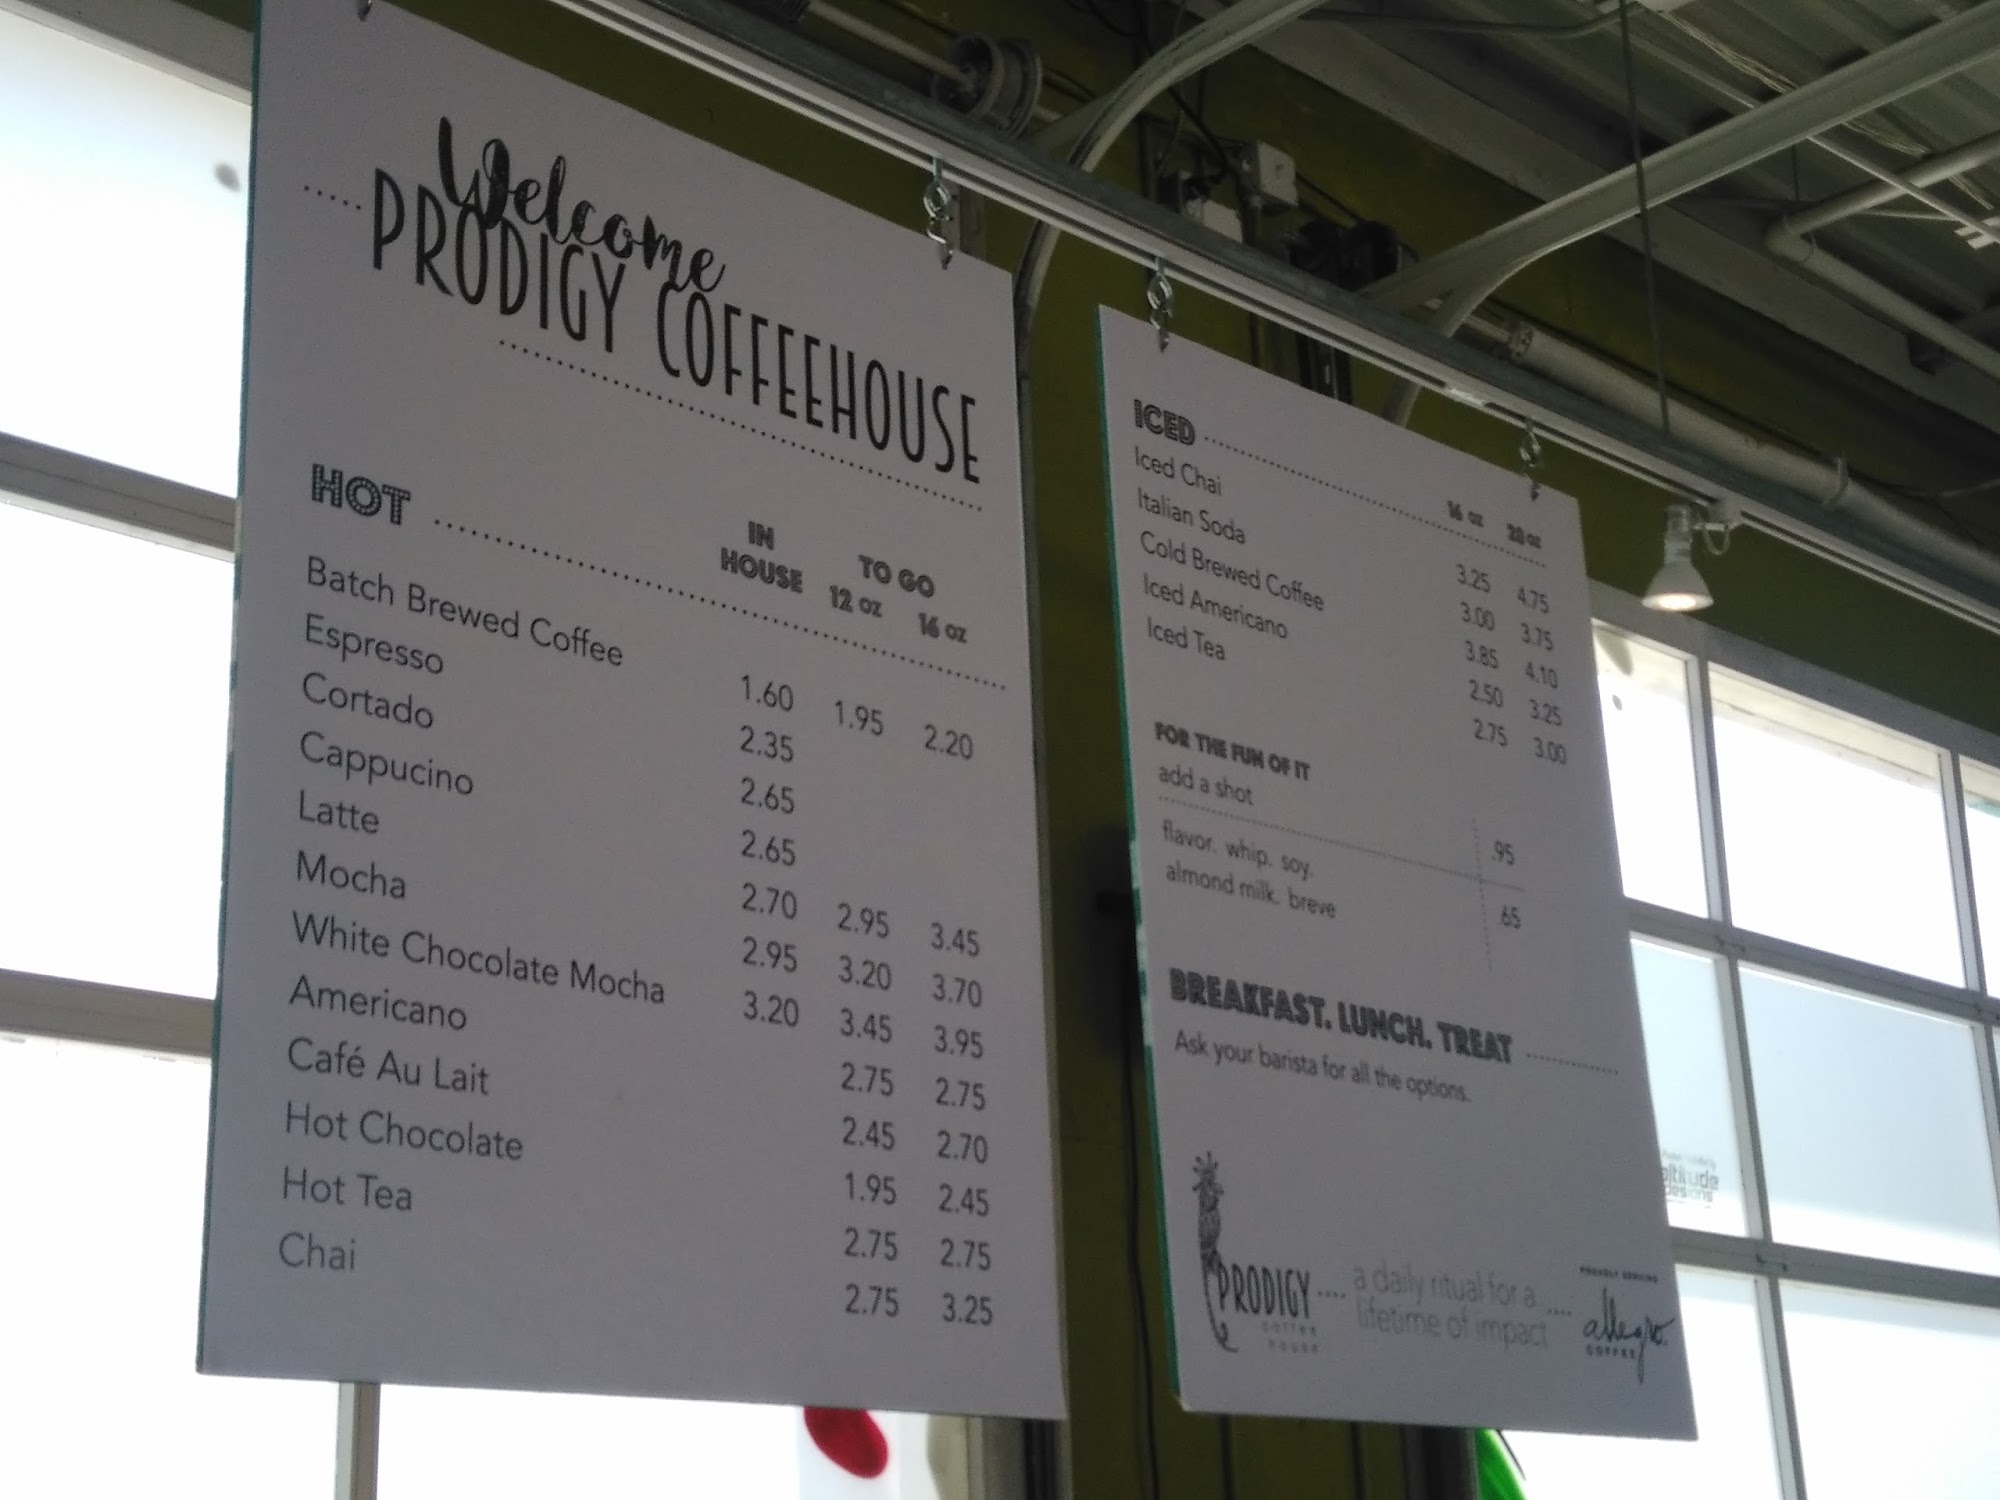 Welcome
PRODIGY COFFEEHOUSE
HOT IN HOUSE TO GO 12 oz 16 oz
Batch Brewed Coffee 1.60 1.95 2.20
Espresso 2.35
Cortado 2.65
Cappucino 2.65
Latte 2.70 2.95 3.45
Mocha 2.95 3.20 3.70
White Chocolate Mocha 3.20 3.45 3.95
Americano 2.75 2.75
Café Au Lait 2.45 2.70
Hot Chocolate 1.95 2.45
Hot Tea 2.75 2.75
Chai 2.75 3.25
ICED 16 oz 20 oz
Iced Chai 3.25 4.75
Italian Soda 3.00 3.75
Cold Brewed Coffee 3.85 4.10
Iced Americano 2.50 3.25
Iced Tea 2.75 3.00
FOR THE FUN OF IT
add a shot .95
flavor. whip. soy.
almond milk. breve .65
BREAKFAST. LUNCH. TREAT
Ask your barista for all the options.
PRODIGY
coffee
house
a daily ritual for a
lifetime of impact
PROUDLY SERVING
allegro
COFFEE
altitude
designs